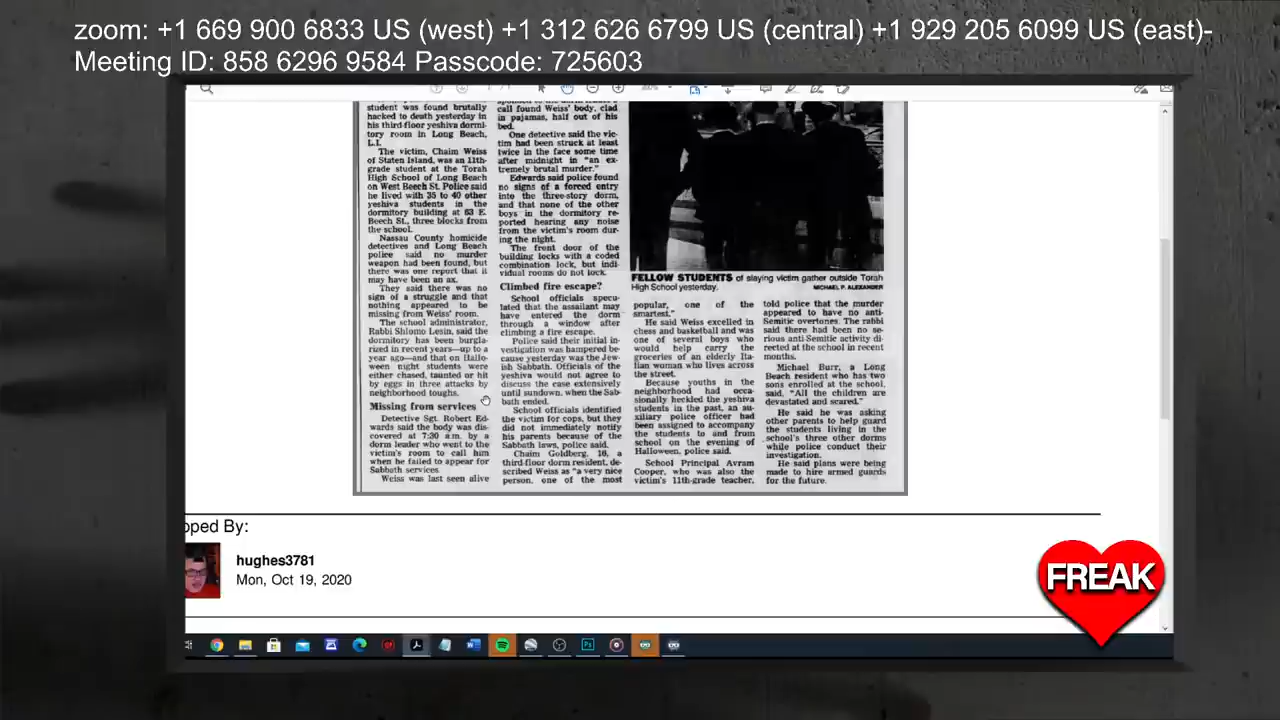 zoom: +1 669 900 6833 US (west) +1 312 626 6799 US (central) +1 929 205 6099 US (east)-
Meeting ID: 858 6296 9584 Passcode: 725603
student was found brutally
hacked to death yesterday in
his third-floor yeshiva dormi-
tory room in Long Beach,
L.I.
The victim, Chaim Weiss
of Staten Island, was an 11th-
grade student at the Torah
High School of Long Beach
on West Beech St. Police said
he lived with 35 to 40 other
yeshiva students in the
dormitory building at 63 E.
Beech St., three blocks from
the school.
Nassau County homicide
detectives and Long Beach
police said no murder
weapon had been found, but
there was one report that it
may have been an ax.
They said there was no
sign of a struggle and that
nothing appeared to be
missing from Weiss' room.
The school administrator,
Rabbi Shlomo Lesin, said the
dormitory has been burgla-
rized in recent years—up to a
year ago—and that on Hallo-
ween night students were
either chased, taunted or hit
by eggs in three attacks by
neighborhood toughs.
Missing from services
Detective Sgt. Robert Ed-
wards said the body was dis-
covered at 7:30 a.m. by a
dorm leader who went to the
victim's room to call him
when he failed to appear for
Sabbath services.
Weiss was last seen alive
call found Weiss' body, clad
in pajamas, half out of his
bed.
One detective said the vic-
tim had been struck at least
twice in the face some time
after midnight in "an ex-
tremely brutal murder."
Edwards said police found
no signs of a forced entry
into the three-story dorm,
and that none of the other
boys in the dormitory re-
ported hearing any noise
from the victim's room dur-
ing the night.
The front door of the
building locks with a coded
combination lock, but indi-
vidual rooms do not lock.
Climbed fire escape?
School officials specu-
lated that the assailant may
have entered the dorm
through a window after
climbing a fire escape.
Police said their initial in-
vestigation was hampered be-
cause yesterday was the Jew-
ish Sabbath. Officials of the
yeshiva would not agree to
discuss the case extensively
until sundown, when the Sab-
bath ended.
School officials identified
the victim for cops, but they
did not immediately notify
his parents because of the
Sabbath laws, police said.
Chaim Goldberg, 16, a
third-floor dorm resident, de-
scribed Weiss as "a very nice
person, one of the most
FELLOW STUDENTS of slaying victim gather outside Torah
High School yesterday.
MICHAEL P. ALEXANDER
popular, one of the
smartest."
He said Weiss excelled in
chess and basketball and was
one of several boys who
would help carry the
groceries of an elderly Ita-
lian woman who lives across
the street.
Because youths in the
neighborhood had occa-
sionally heckled the yeshiva
students in the past, an au-
xiliary police officer had
been assigned to accompany
the students to and from
school on the evening of
Halloween, police said.
School Principal Avram
Cooper, who was also the
victim's 11th-grade teacher,
told police that the murder
appeared to have no anti-
Semitic overtones. The rabbi
said there had been no se-
rious anti-Semitic activity di-
rected at the school in recent
months.
Michael Burr, a Long
Beach resident who has two
sons enrolled at the school,
said, "All the children are
devastated and scared."
He said he was asking
other parents to help guard
the students living in the
school's three other dorms
while police conduct their
investigation.
He said plans were being
made to hire armed guards
for the future.
oped By:
hughes3781
Mon, Oct 19, 2020
FREAK